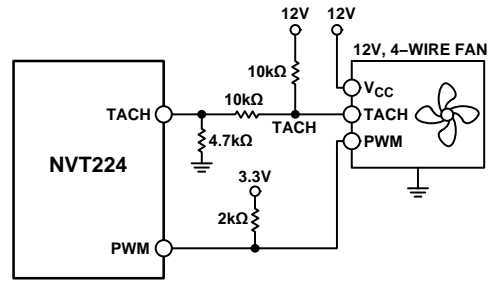 12V 12V
12V, 4–WIRE FAN
10kΩ
VCC
10kΩ
TACH TACH TACH
4.7kΩ PWM
NVT224
3.3V
2kΩ
PWM